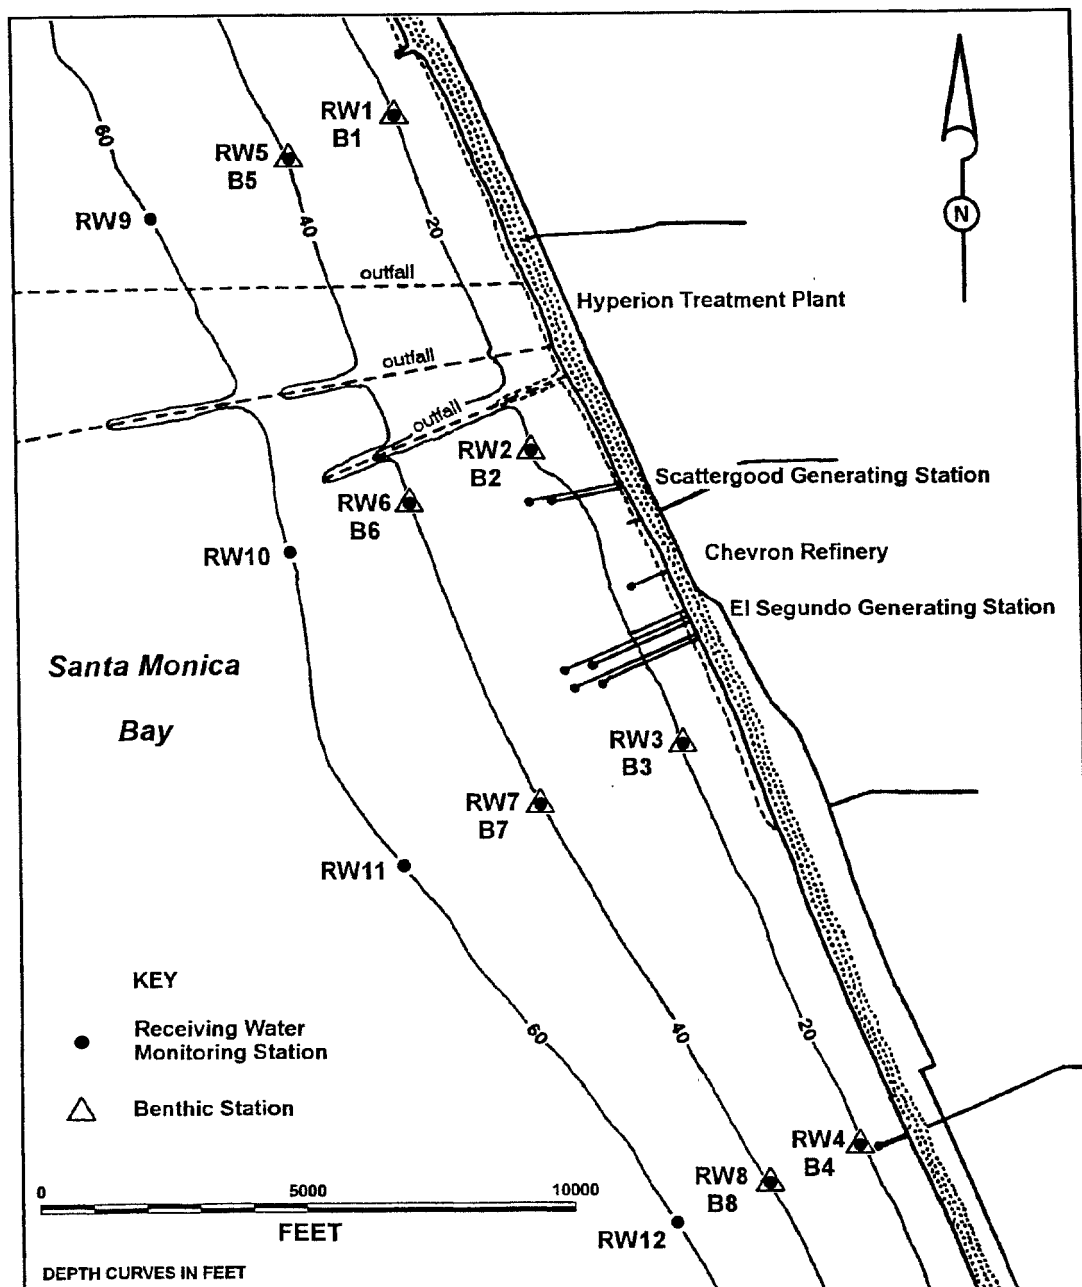 RW1
B1
RW5
B5
60
RW9
40
20
N
outfall
Hyperion Treatment Plant
outfall
outfall
RW2
B2
Scattergood Generating Station
RW6
B6
RW10
Chevron Refinery
El Segundo Generating Station
Santa Monica
Bay
RW3
B3
RW7
B7
RW11
KEY
Receiving Water
Monitoring Station
Benthic Station
60
40
20
RW4
B4
RW8
B8
RW12
0 5000 10000
FEET
DEPTH CURVES IN FEET